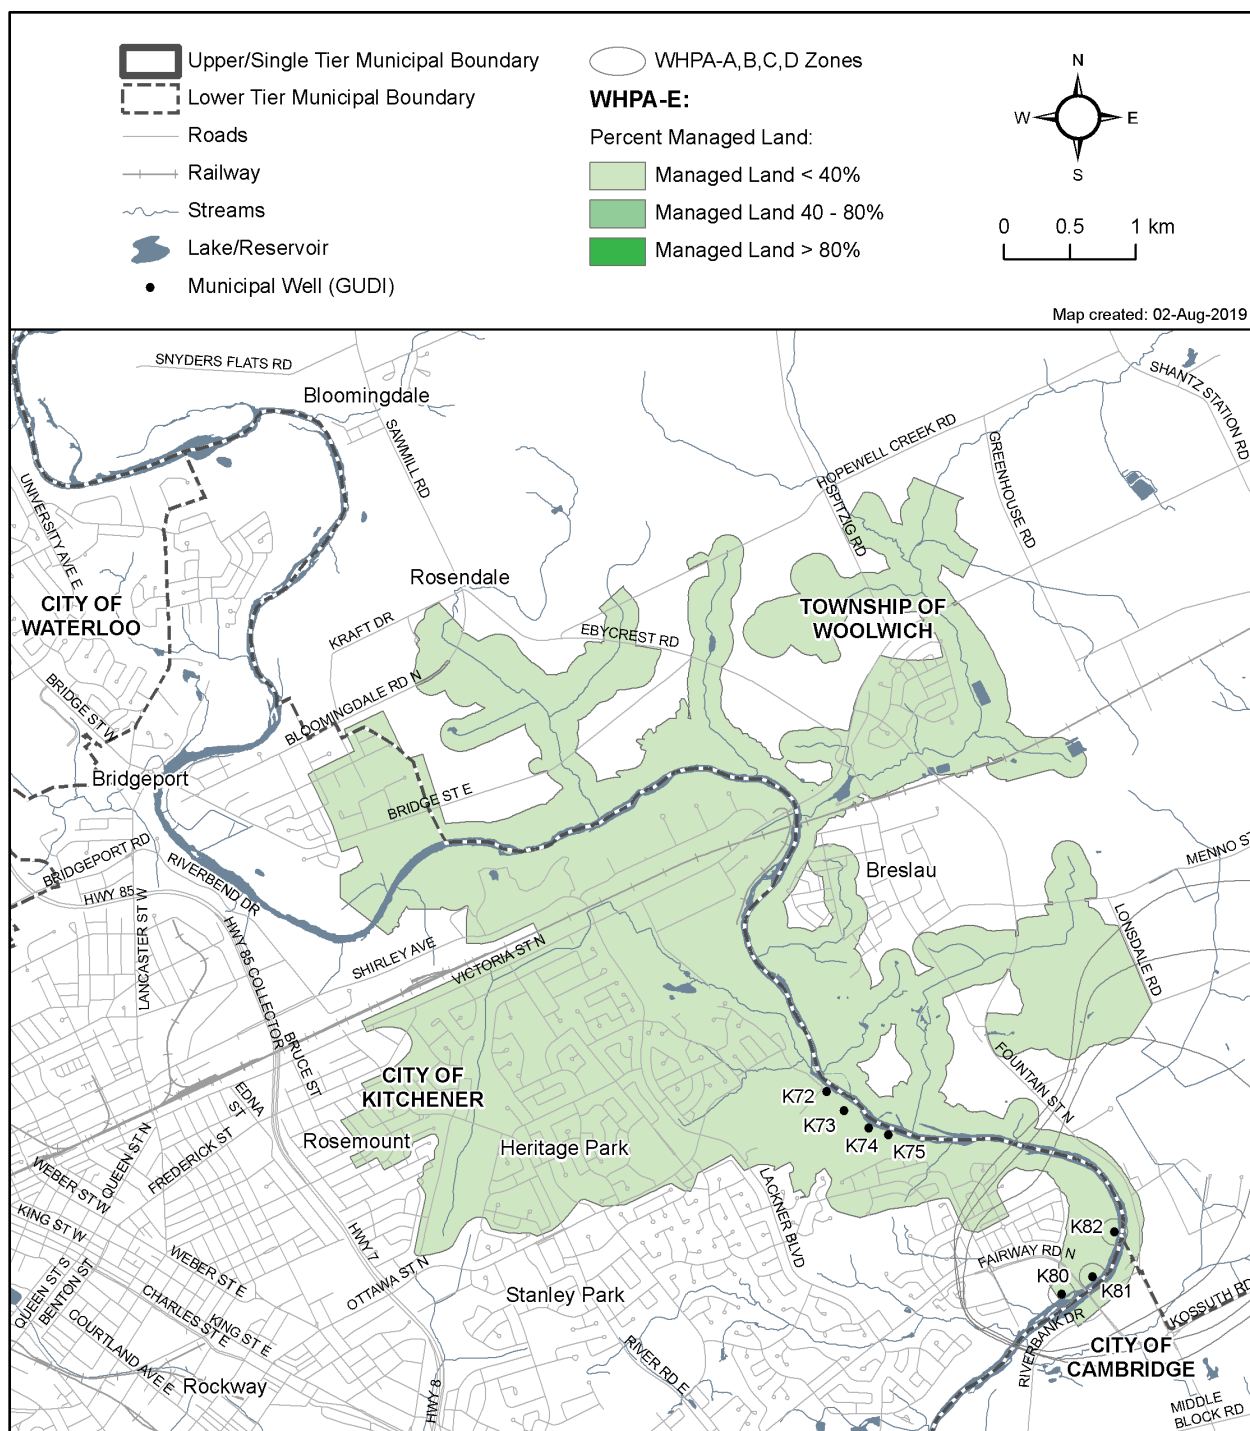 Upper/Single Tier Municipal Boundary
Lower Tier Municipal Boundary
Roads
Railway
Streams
Lake/Reservoir
Municipal Well (GUDI)
WHPA-A,B,C,D Zones
WHPA-E:
Percent Managed Land:
Managed Land < 40%
Managed Land 40 - 80%
Managed Land > 80%
N
W
E
S
0 0.5 1 km
Map created: 02-Aug-2019
SNYDERS FLATS RD
Bloomingdale
SAWMILL RD
SHANTZ STATION RD
HOPEWELL CREEK RD
GREENHOUSE RD
SPITZIG RD
UNIVERSITY AVE E
CITY OF
WATERLOO
Rosendale
KRAFT DR
EBYCREST RD
TOWNSHIP OF
WOOLWICH
BLOOMINGDALE RD N
BRIDGE ST W
Bridgeport
BRIDGE ST E
BRIDGEPORT RD
RIVERBEND DR
HWY 85
LANCASTER ST W
HWY 85 COLLECTOR
SHIRLEY AVE
VICTORIA ST N
Breslau
MENNO ST
LONSDALE RD
FOUNTAIN ST N
BRUCE ST
EDNA
ST
CITY OF
KITCHENER
Rosemount
Heritage Park
K72
K73
K74
K75
QUEEN ST N
FREDERICK ST
WEBER ST W
KING ST W
QUEEN ST S
BENTON ST
WEBER ST E
CHARLES ST E
KING ST E
COURTLAND AVE E
Rockway
HWY 7
OTTAWA ST N
HWY 8
LACKNER BLVD
Stanley Park
RIVER RD E
FAIRWAY RD N
K82
K80
K81
RIVERBANK DR
KOSSUTH RD
CITY OF
CAMBRIDGE
MIDDLE
BLOCK RD